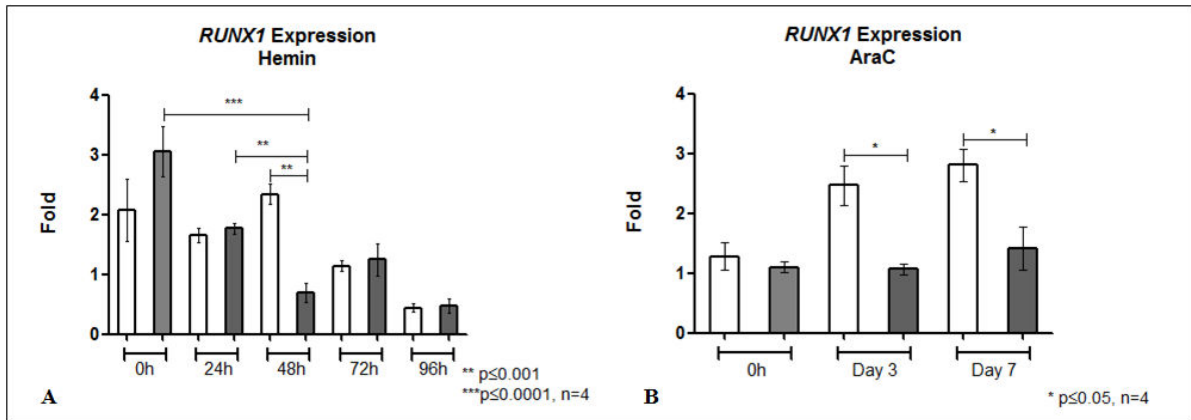 RUNX1 Expression
Hemin
4
***
**
3
**
Fold
2
1
0
0h 24h 48h 72h 96h
** p≤0.001
***p≤0.0001, n=4
A
RUNX1 Expression
AraC
4
*
*
3
Fold
2
1
0
0h Day 3 Day 7
* p≤0.05, n=4
B